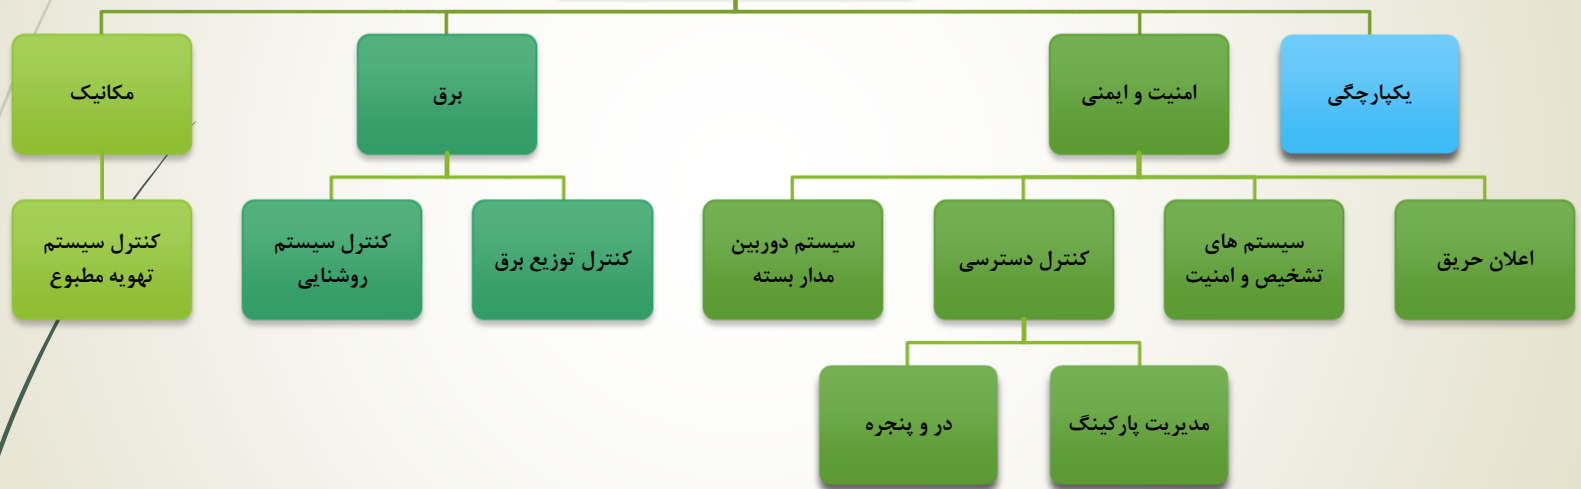 یکپارچگی
امنیت و ایمنی
برق
مکانیک
اعلان حریق
سیستم های
تشخیص و امنیت
کنترل دسترسی
سیستم دوربین
مدار بسته
کنترل توزیع برق
کنترل سیستم
روشنایی
کنترل سیستم
تهویه مطبوع
مدیریت پارکینگ
در و پنجره